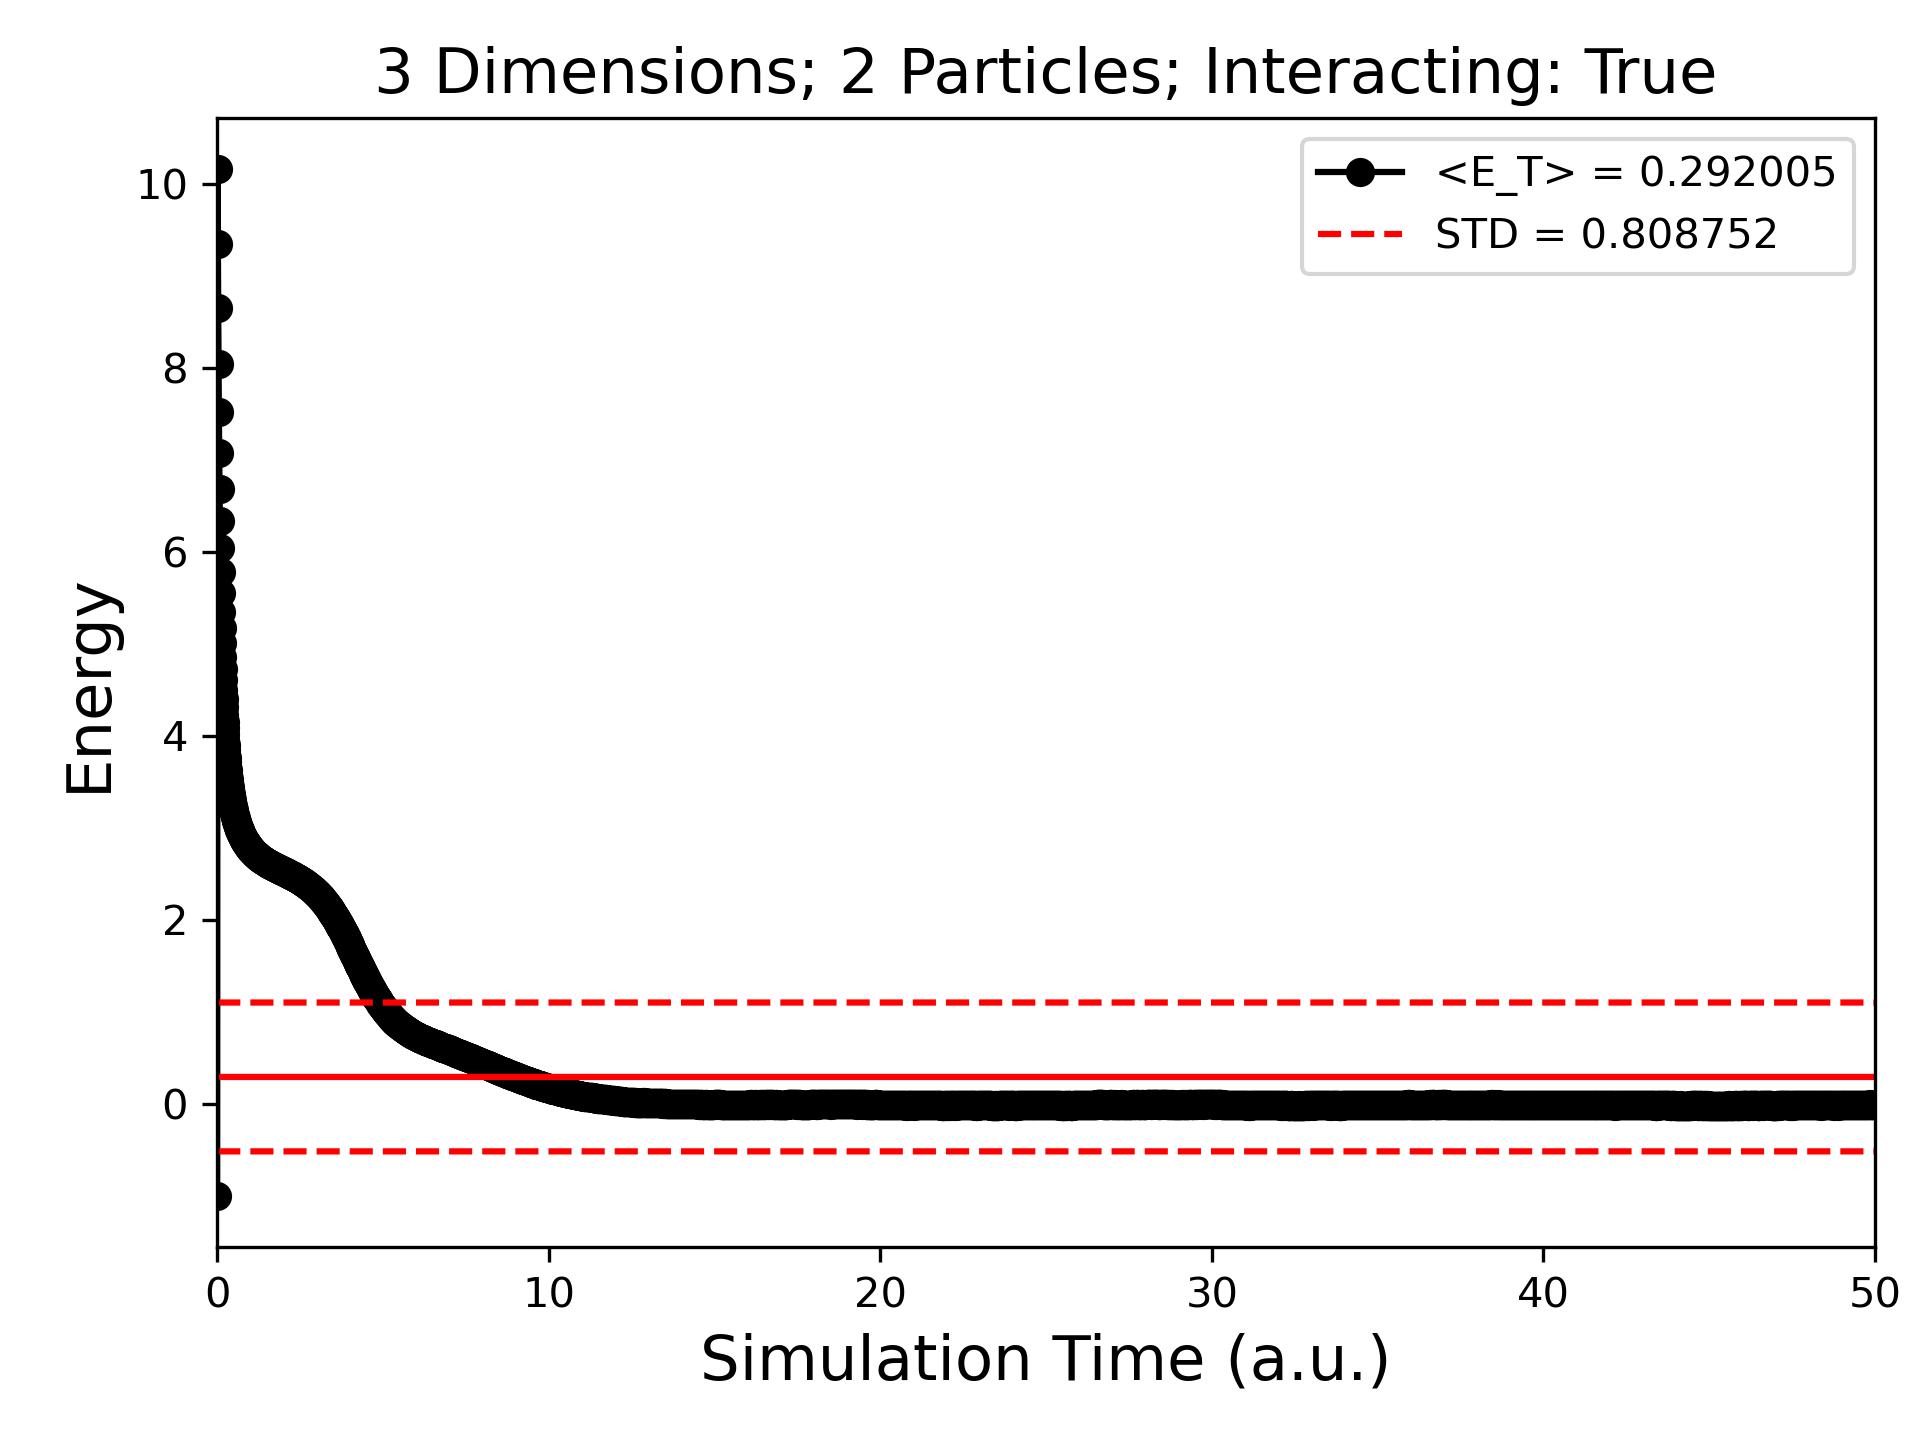 3 Dimensions; 2 Particles; Interacting: True
<E_T> = 0.292005
STD = 0.808752
Energy
10
8
6
4
2
0
0 10 20 30 40 50
Simulation Time (a.u.)